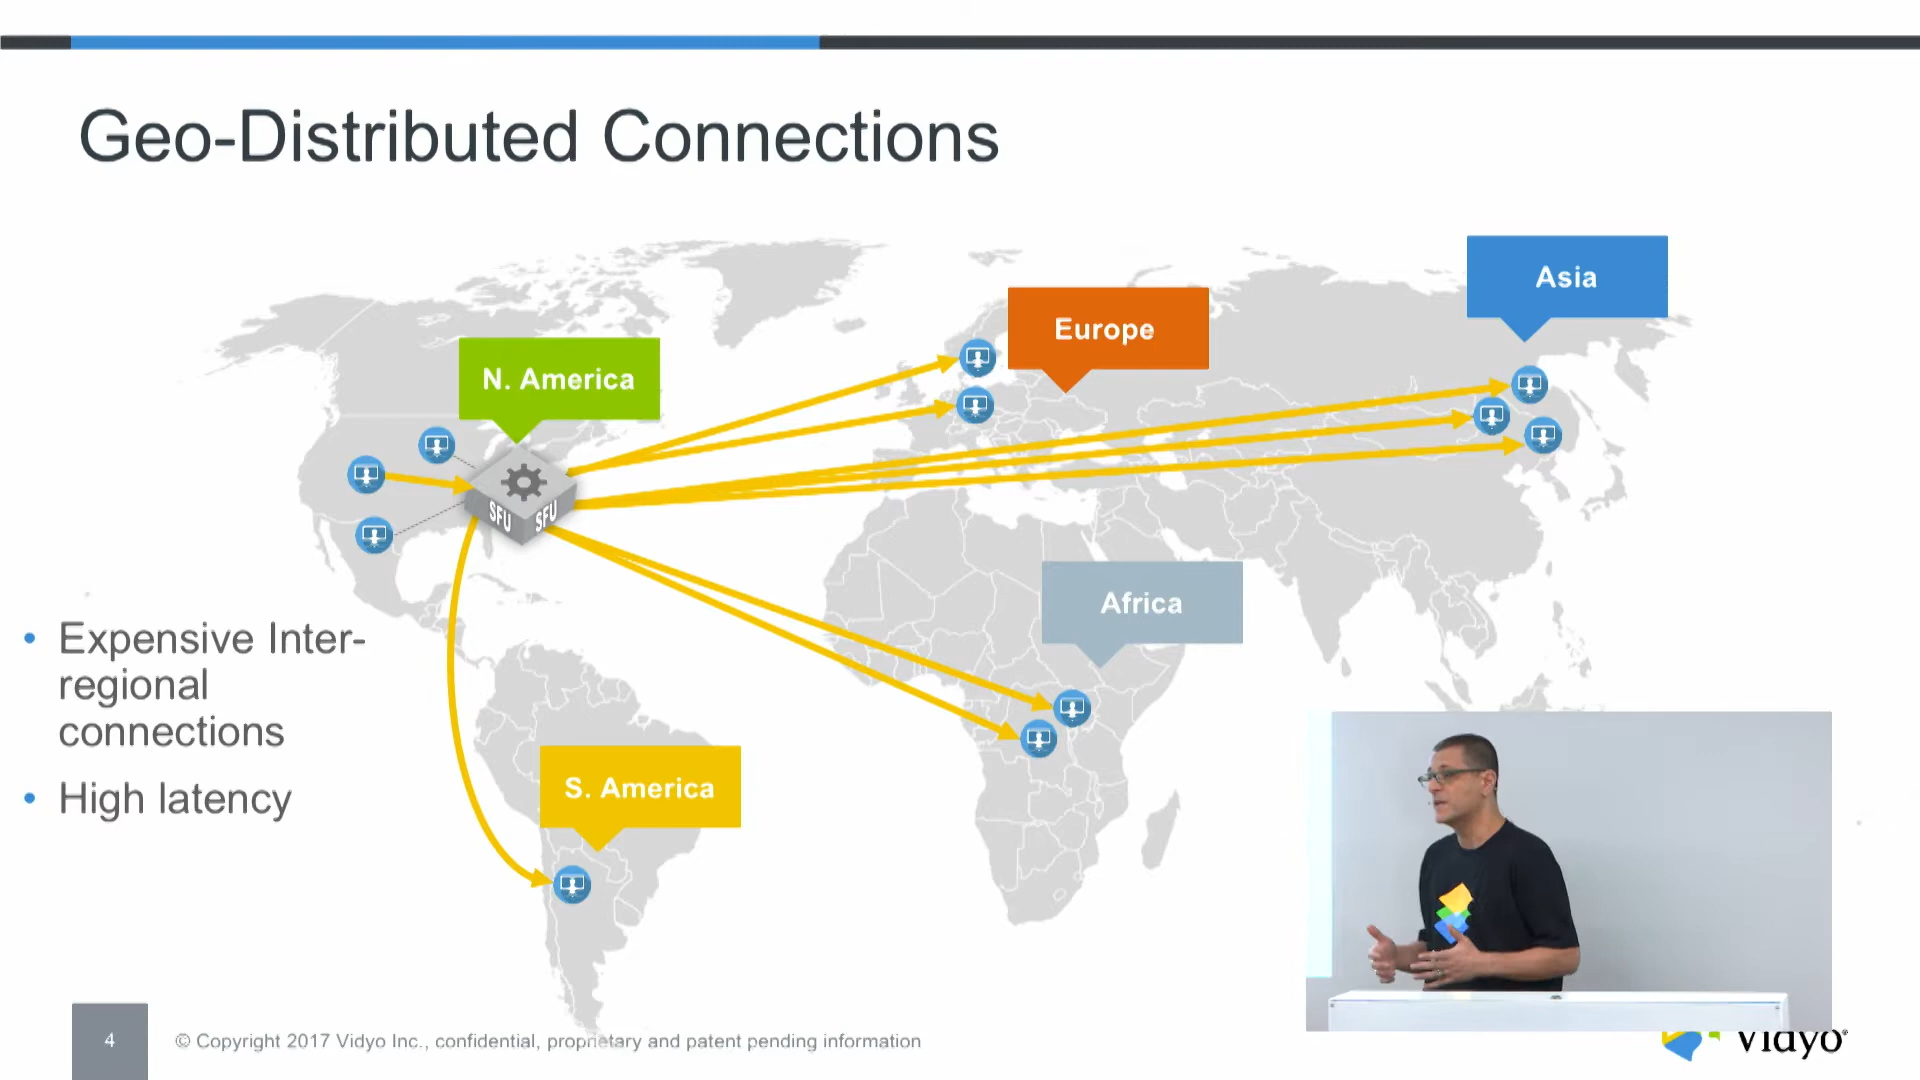 Geo-Distributed Connections
Asia
Europe
N. America
SFU SFU
Africa
• Expensive Inter-
regional
connections
• High latency
S. America
4
© Copyright 2017 Vidyo Inc., confidential, proprietary and patent pending information
Vidyo